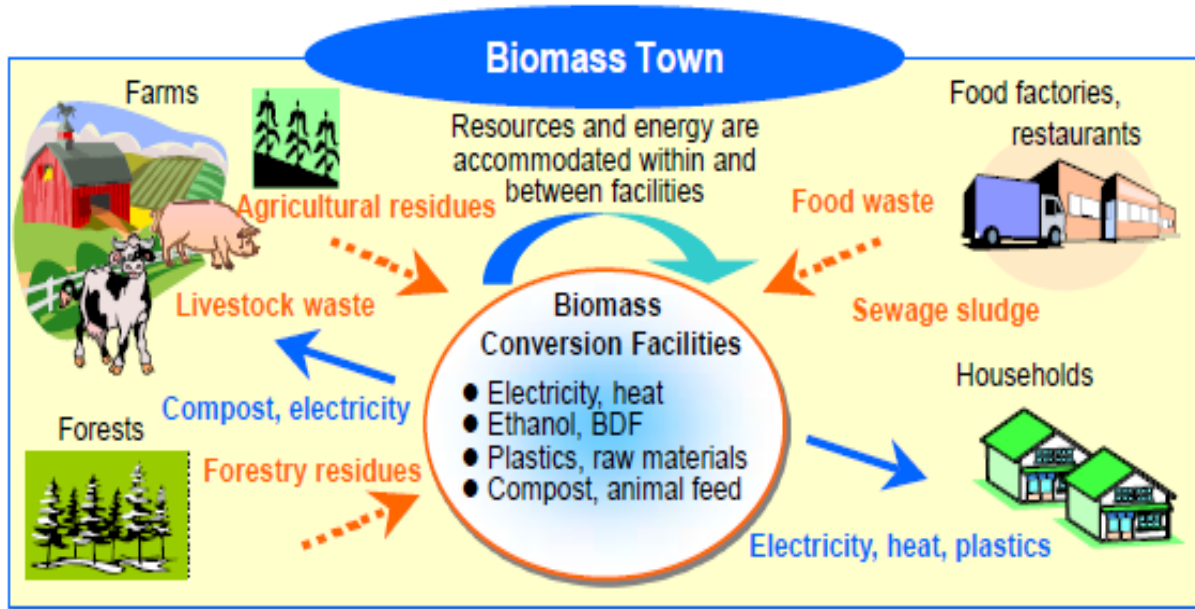 Biomass Town
Farms
Resources and energy are
accommodated within and
between facilities
Food factories,
restaurants
Agricultural residues
Food waste
Livestock waste
Sewage sludge
Biomass
Conversion Facilities
● Electricity, heat
● Ethanol, BDF
● Plastics, raw materials
● Compost, animal feed
Compost, electricity
Households
Forests
Forestry residues
Electricity, heat, plastics